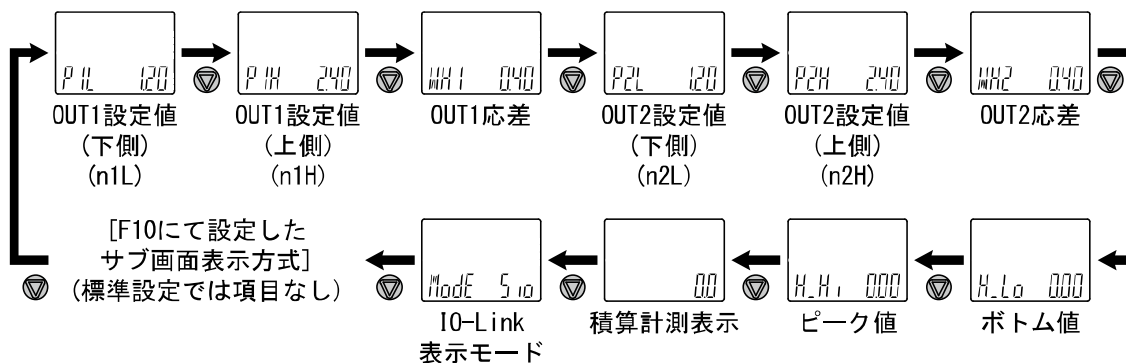 P1L 1.20
P1H 2.40
WH1 0.40
P2L 1.20
P2H 2.40
WH2 0.40
OUT1設定値
(下側)
(n1L)
OUT1設定値
(上側)
(n1H)
OUT1応差
OUT2設定値
(下側)
(n2L)
OUT2設定値
(上側)
(n2H)
OUT2応差
[F10にて設定した
サブ画面表示方式]
(標準設定では項目なし)
ModE Sio
0.0
H_Hi 0.00
H_Lo 0.00
IO-Link
表示モード
積算計測表示
ピーク値
ボトム値